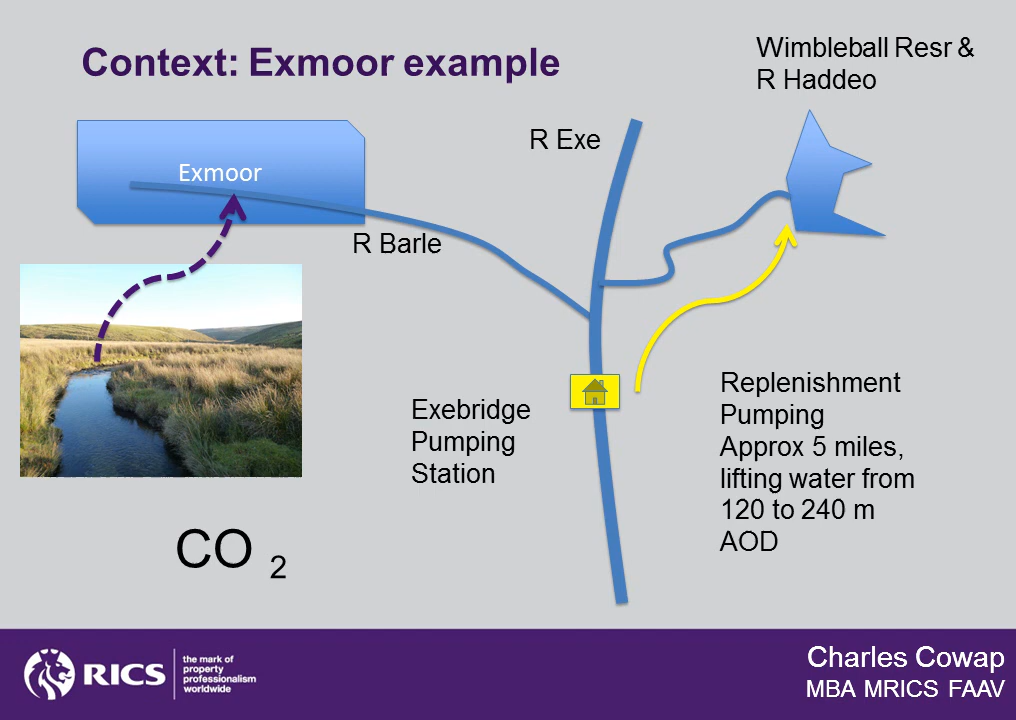 Context: Exmoor example
Wimbleball Resr &
R Haddeo
R Exe
Exmoor
R Barle
Exebridge
Pumping
Station
Replenishment
Pumping
Approx 5 miles,
lifting water from
120 to 240 m
AOD
CO 2
RICS
the mark of
property
professionalism
worldwide
Charles Cowap
MBA MRICS FAAV